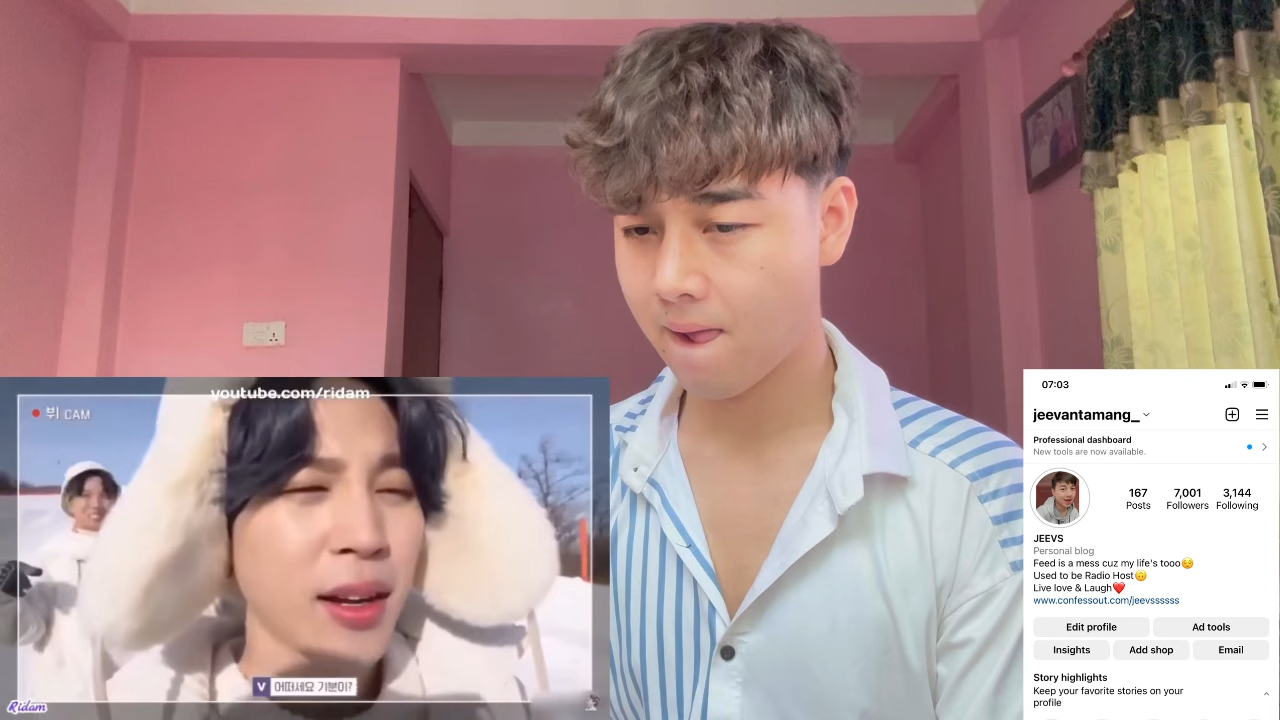 youtube.com/ridam
뷔 CAM
V 어떠세요 기분이?
Ridam
07:03
jeevantamang_
Professional dashboard
New tools are now available.
167 7,001 3,144
Posts Followers Following
JEEVS
Personal blog
Feed is a mess cuz my life's tooo😌
Used to be Radio Host🙃
Live love & Laugh❤️
www.confessout.com/jeevssssss
Edit profile Ad tools
Insights Add shop Email
Story highlights
Keep your favorite stories on your
profile